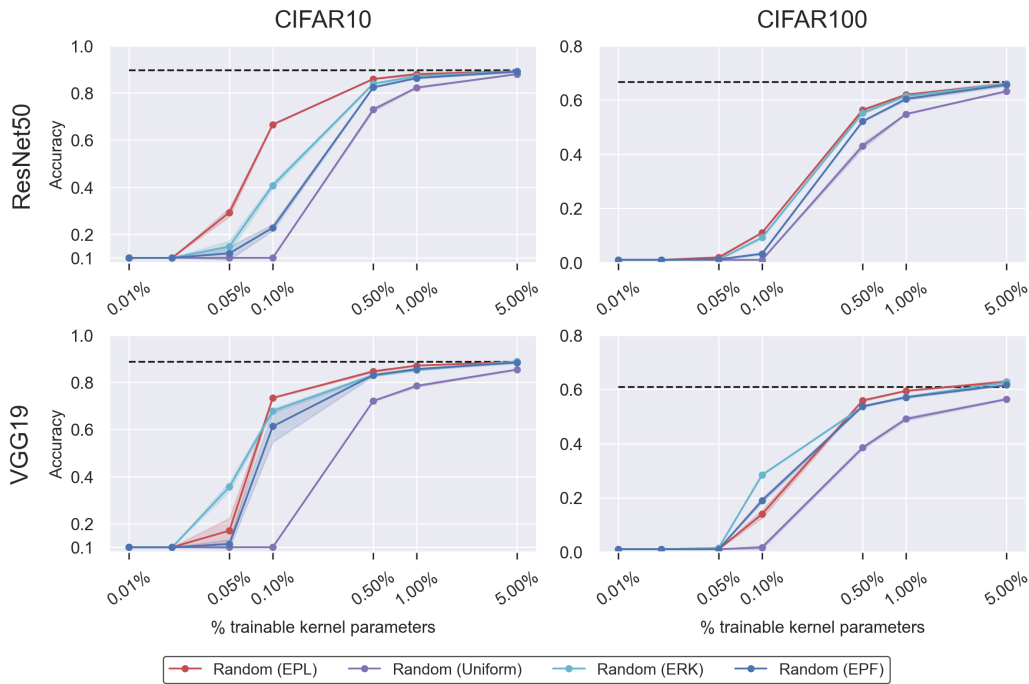 CIFAR10 CIFAR100
ResNet50
Accuracy
1.0
0.8
0.6
0.4
0.2
0.1
0.01% 0.05% 0.10% 0.50% 1.00% 5.00%
0.8
0.6
0.4
0.2
0.0
0.01% 0.05% 0.10% 0.50% 1.00% 5.00%
VGG19
Accuracy
1.0
0.8
0.6
0.4
0.2
0.1
0.01% 0.05% 0.10% 0.50% 1.00% 5.00%
% trainable kernel parameters
0.8
0.6
0.4
0.2
0.0
0.01% 0.05% 0.10% 0.50% 1.00% 5.00%
% trainable kernel parameters
Random (EPL) Random (Uniform) Random (ERK) Random (EPF)